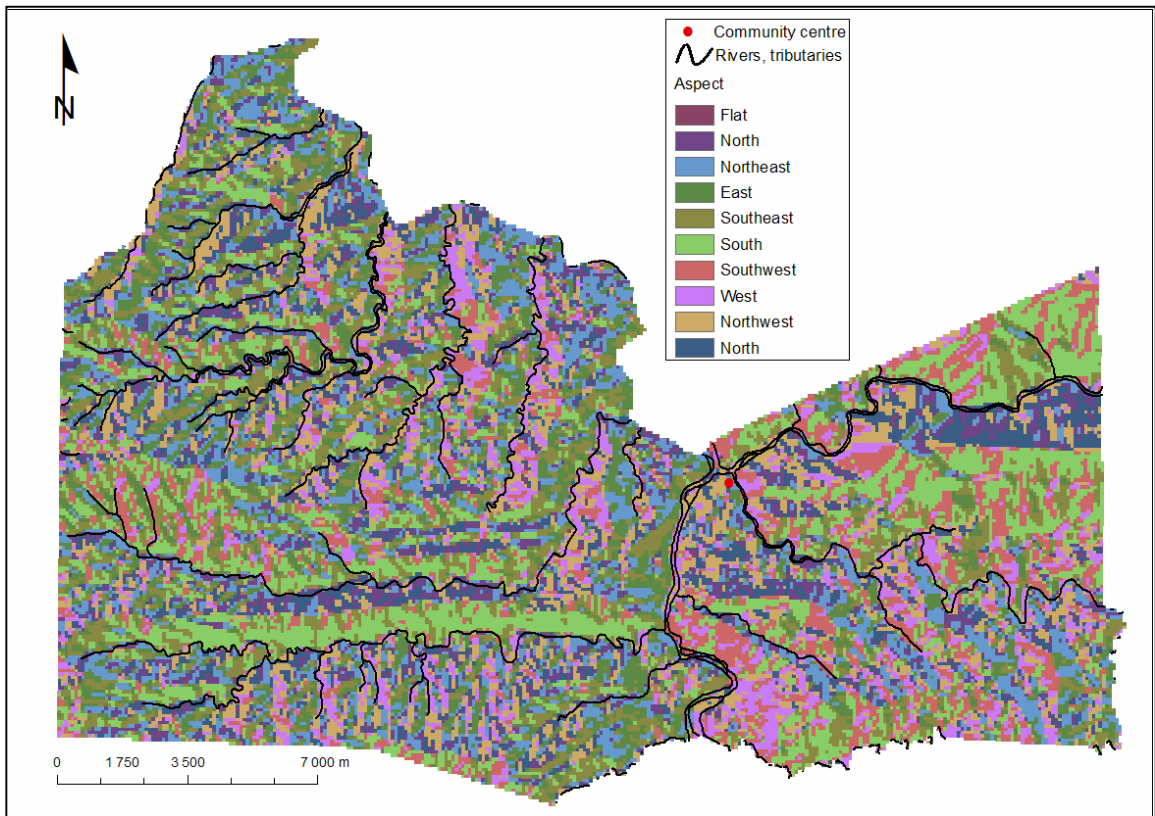 Community centre
Rivers, tributaries
Aspect
Flat
North
Northeast
East
Southeast
South
Southwest
West
Northwest
North
N
0 1 750 3 500 7 000 m